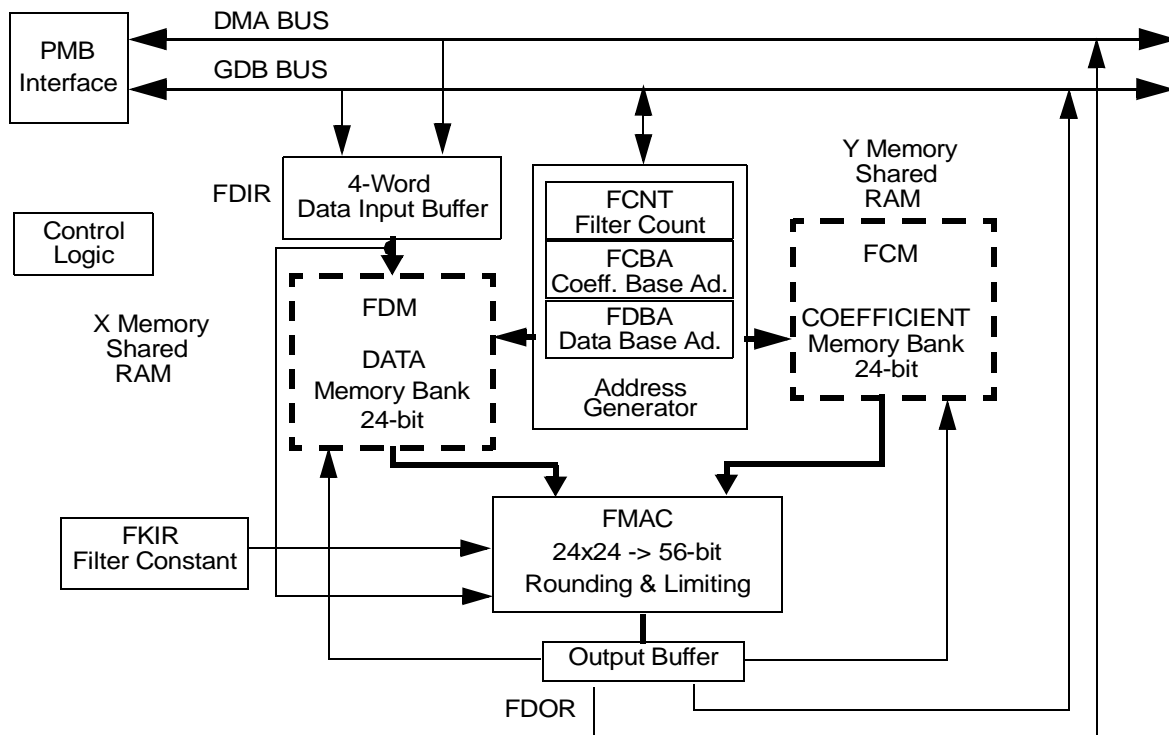 DMA BUS
PMB
Interface
GDB BUS
FDIR
4-Word
Data Input Buffer
FCNT
Filter Count
FCBA
Coeff. Base Ad.
FDBA
Data Base Ad.
Address
Generator
Y Memory
Shared
RAM
FCM
COEFFICIENT
Memory Bank
24-bit
Control
Logic
X Memory
Shared
RAM
FDM
DATA
Memory Bank
24-bit
FKIR
Filter Constant
FMAC
24x24 -> 56-bit
Rounding & Limiting
Output Buffer
FDOR